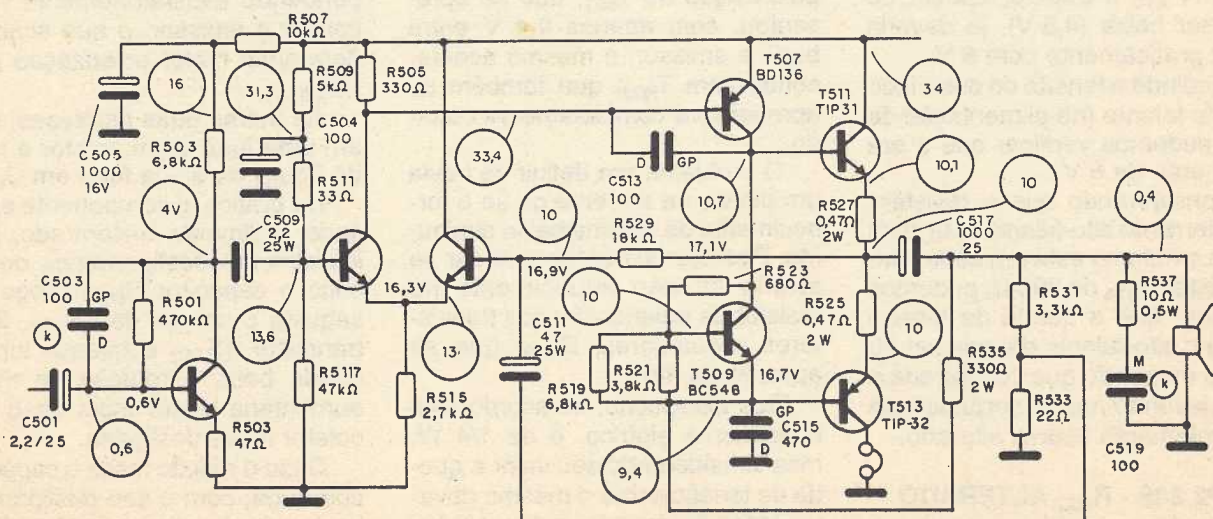 R507
10kΩ
C505
1000
16V
16
31,3
R509
5kΩ
R505
330Ω
R503
6,8kΩ
C504
100
R511
33Ω
4V
C509
2,2
25W
C503
100
GP
D
R501
470kΩ
13,6
k
C501
2,2/25
0,6V
0,6
R503
47Ω
R5117
47kΩ
R515
2,7kΩ
16,3V
13,
33,4
10
16,9V
C511
47
25W
D
GP
C513
100
10,7
R529
18kΩ
17,1V
10
R523
680Ω
R521
3,8kΩ
R519
6,8kΩ
T509
BC548
16,7V
GP
D
C515
470
9,4
T507
BD136
T511
TIP31
34
10,1
10
R527
0,47Ω
2W
R525
0,47Ω
2W
10
C517
1000
25
0,4
T513
TIP-32
R535
330Ω
2W
R531
3,3kΩ
R533
22Ω
R537
10Ω
0,5W
M
P
k
C519
100